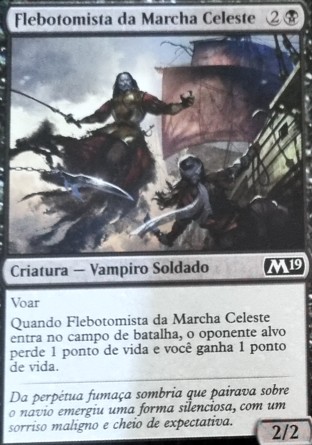 Flebotomista da Marcha Celeste 2
Criatura — Vampiro Soldado M19
Voar
Quando Flebotomista da Marcha Celeste
entra no campo de batalha, o oponente alvo
perde 1 ponto de vida e você ganha 1 ponto
de vida.
Da perpétua fumaça sombria que pairava sobre
o navio emergiu uma forma silenciosa, com um
sorriso maligno e cheio de expectativa.
2/2